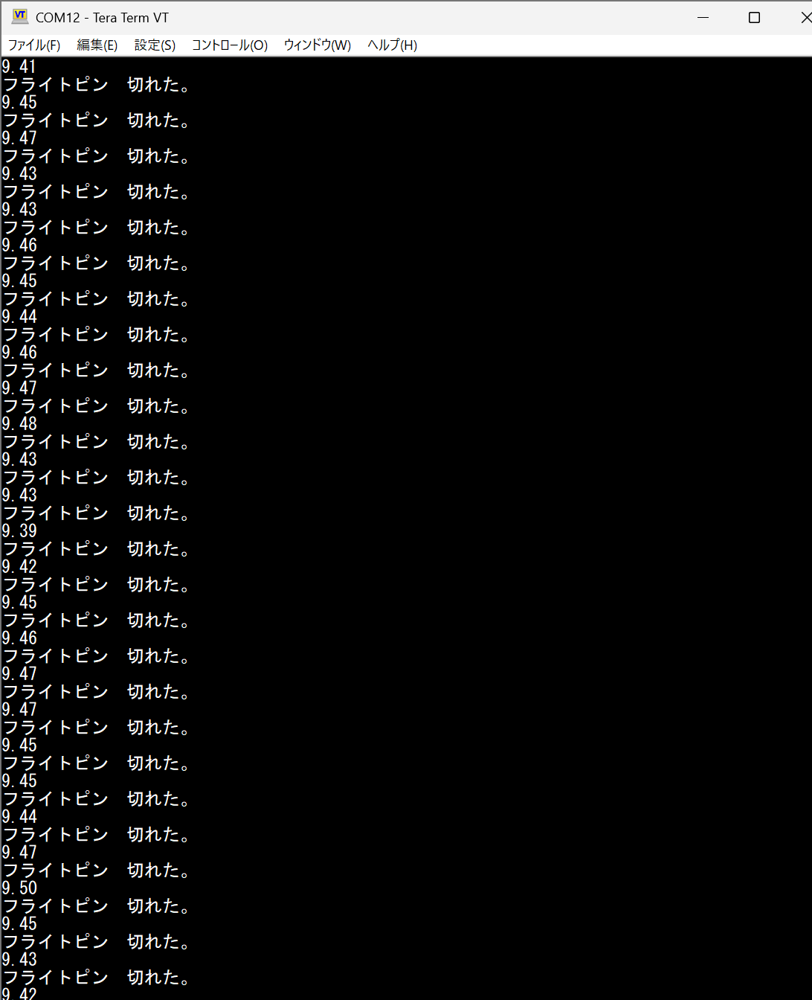 COM12 - Tera Term VT
ファイル(F) 編集(E) 設定(S) コントロール(O) ウィンドウ(W) ヘルプ(H)
9.41
フライトピン　切れた。
9.45
フライトピン　切れた。
9.47
フライトピン　切れた。
9.43
フライトピン　切れた。
9.43
フライトピン　切れた。
9.46
フライトピン　切れた。
9.45
フライトピン　切れた。
9.44
フライトピン　切れた。
9.46
フライトピン　切れた。
9.47
フライトピン　切れた。
9.48
フライトピン　切れた。
9.43
フライトピン　切れた。
9.43
フライトピン　切れた。
9.39
フライトピン　切れた。
9.42
フライトピン　切れた。
9.45
フライトピン　切れた。
9.46
フライトピン　切れた。
9.47
フライトピン　切れた。
9.47
フライトピン　切れた。
9.45
フライトピン　切れた。
9.45
フライトピン　切れた。
9.44
フライトピン　切れた。
9.47
フライトピン　切れた。
9.50
フライトピン　切れた。
9.45
フライトピン　切れた。
9.43
フライトピン　切れた。
9.42